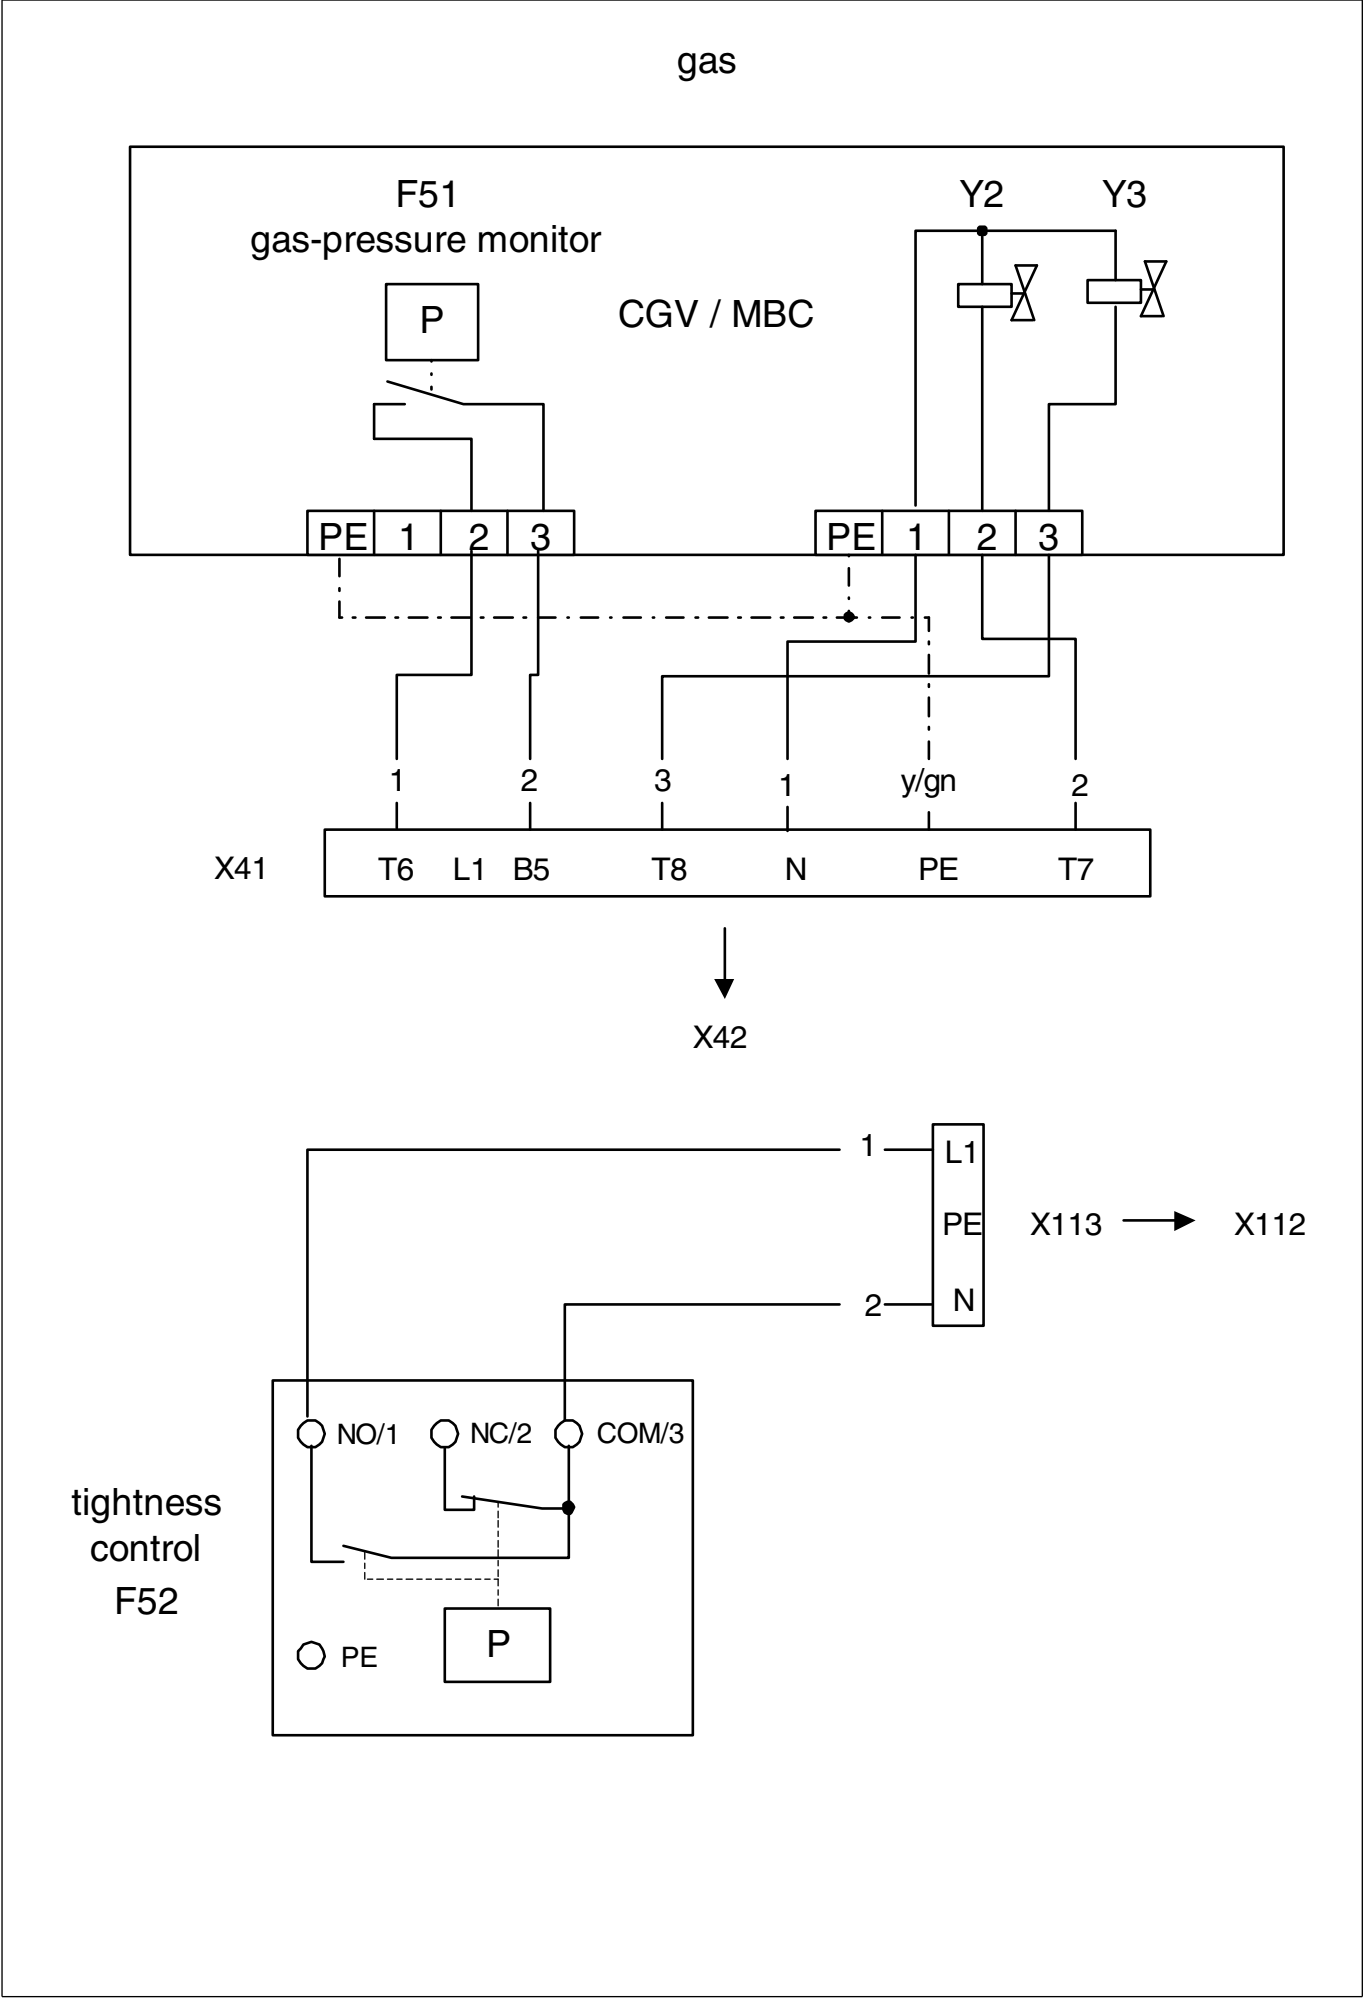 gas
F51
gas-pressure monitor
Y2 Y3
P
CGV / MBC
PE 1 2 3
PE 1 2 3
1 2 3 1 y/gn 2
X41 T6 L1 B5 T8 N PE T7
X42
1 L1
PE X113 X112
2 N
NO/1 NC/2 COM/3
tightness
control
F52
P
PE